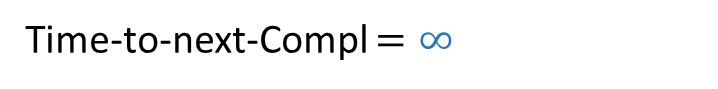 Time-to-next-Compl = ∞